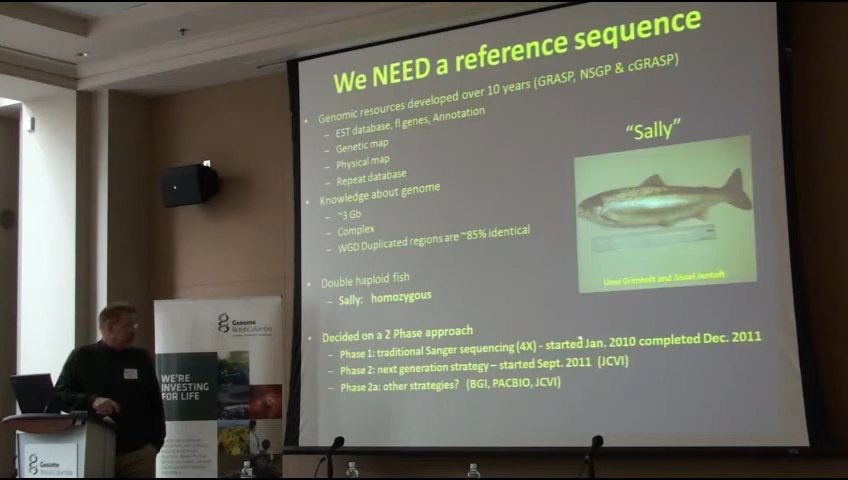 We NEED a reference sequence
• Genomic resources developed over 10 years (GRASP, NSGP & cGRASP)
– EST database, fl genes, Annotation
– Genetic map
– Physical map
– Repeat database
• Knowledge about genome
– ~3 Gb
– Complex
– WGD Duplicated regions are ~85% identical
• Double haploid fish
– Sally: homozygous
• Decided on a 2 Phase approach
– Phase 1: traditional Sanger sequencing (4X) - started Jan. 2010 completed Dec. 2011
– Phase 2: next generation strategy – started Sept. 2011 (JCVI)
– Phase 2a: other strategies? (BGI, PACBIO, JCVI)
"Sally"
Unni Grimholt and Sissel Jentoft
Genome
BritishColumbia
WE'RE
INVESTING
FOR LIFE
Genome
BritishColumbia